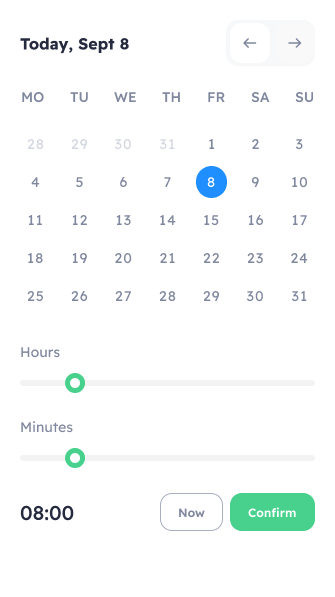 Today, Sept 8
MO TU WE TH FR SA SU
28 29 30 31 1 2 3
4 5 6 7 8 9 10
11 12 13 14 15 16 17
18 19 20 21 22 23 24
25 26 27 28 29 30 31
Hours
Minutes
08:00 Now Confirm